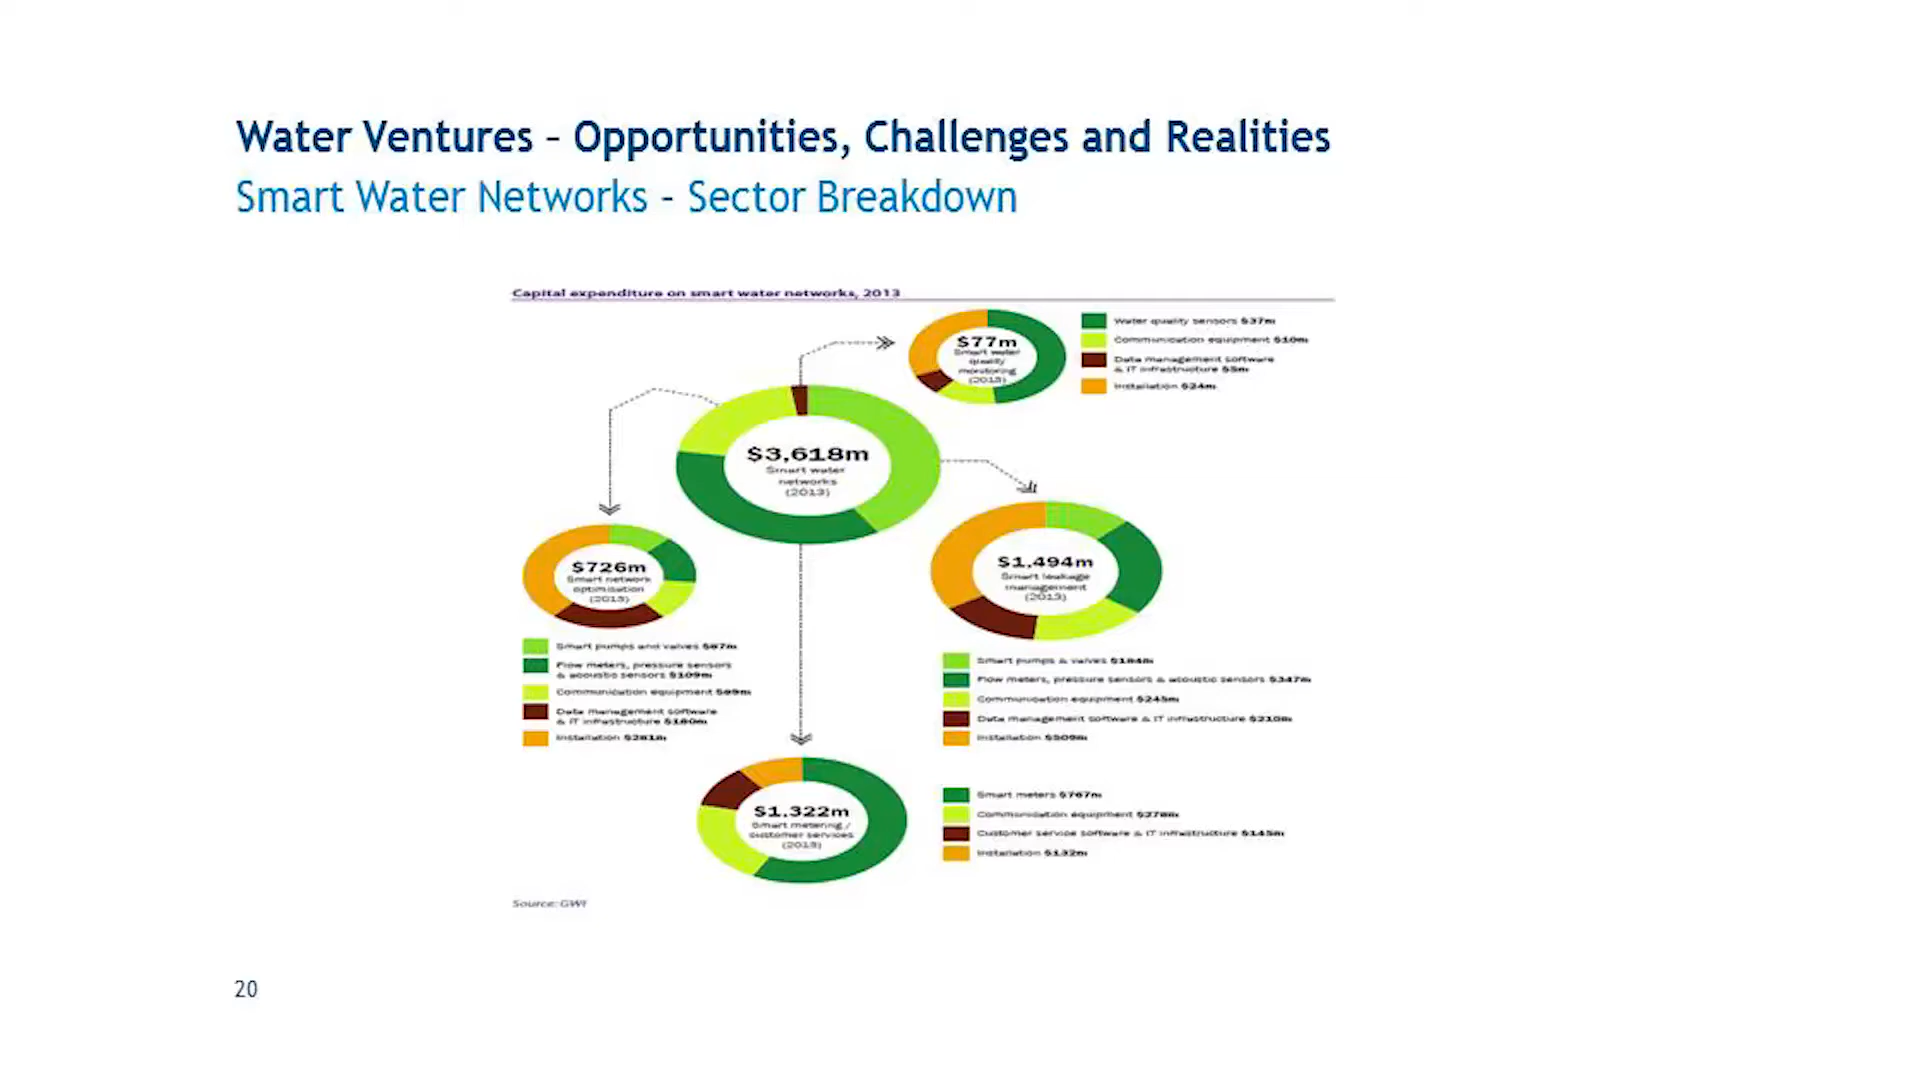 Water Ventures – Opportunities, Challenges and Realities
Smart Water Networks – Sector Breakdown
Capital expenditure on smart water networks, 2013
$77m
Smart water
quality
monitoring
(2013)
Water quality sensors $37m
Communication equipment $10m
Data management software
& IT infrastructure $5m
Installation $24m
$3,618m
Smart water
networks
(2013)
$726m
Smart network
optimisation
(2013)
Smart pumps and valves
Flow meters, pressure sensors
& acoustic sensors $109m
Communication equipment
Data management software
& IT infrastructure $180m
Installation $281m
$1,494m
Smart leakage
management
(2013)
Smart pumps & valves $184m
Flow meters, pressure sensors & acoustic sensors $347m
Communication equipment $245m
Data management software & IT infrastructure $210m
Installation $509m
$1,322m
Smart metering /
customer services
(2013)
Smart meters $767m
Communication equipment $278m
Customer service software & IT infrastructure $145m
Installation $132m
Source: GWI
20